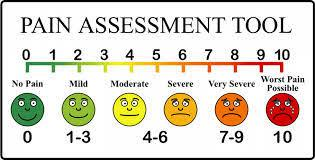 PAIN ASSESSMENT TOOL
0 1 2 3 4 5 6 7 8 9 10
No Pain Mild Moderate Severe Very Severe Worst Pain
Possible
0 1-3 4-6 7-9 10